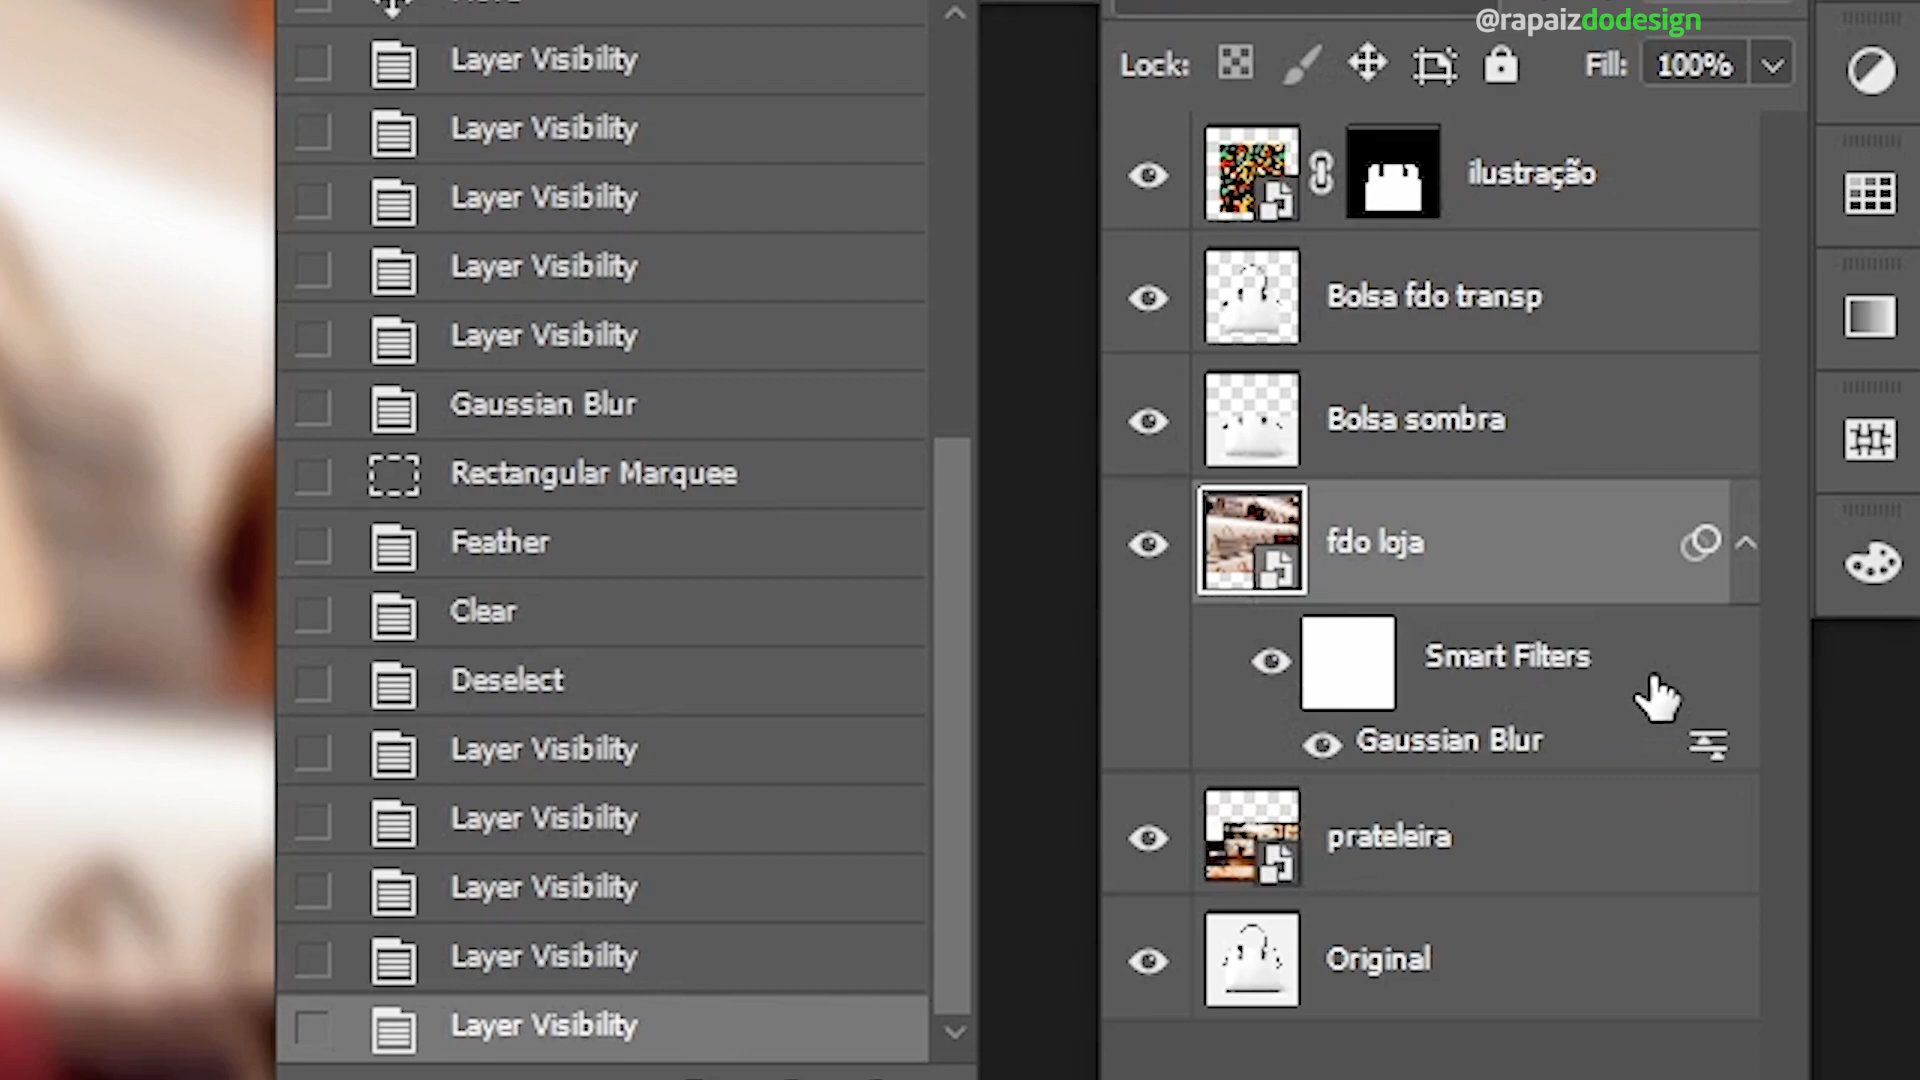 Layer Visibility
Layer Visibility
Layer Visibility
Layer Visibility
Layer Visibility
Gaussian Blur
Rectangular Marquee
Feather
Clear
Deselect
Layer Visibility
Layer Visibility
Layer Visibility
Layer Visibility
Layer Visibility
@rapaizdodesign
Lock:
Fill: 100%
ilustração
Bolsa fdo transp
Bolsa sombra
fdo loja
Smart Filters
Gaussian Blur
prateleira
Original